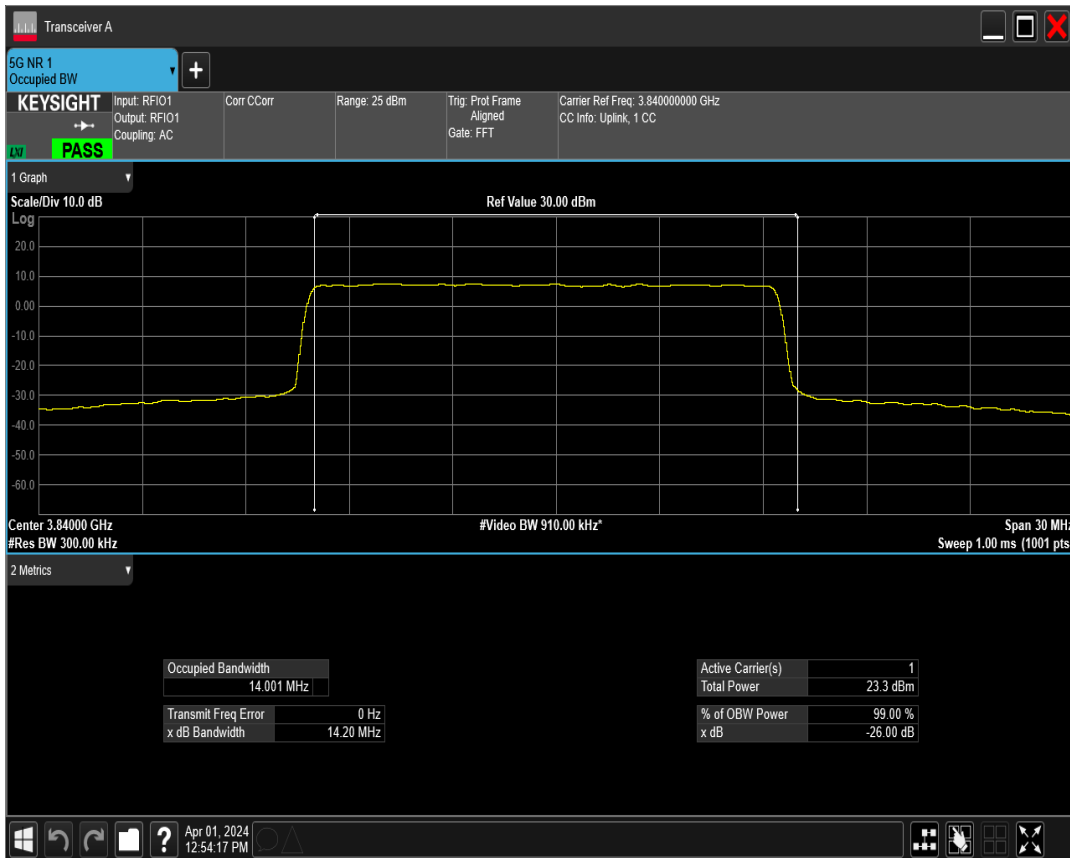 Transceiver A
5G NR 1
Occupied BW
KEYSIGHT
LXI
PASS
Input: RFIO1
Output: RFIO1
Coupling: AC
Corr CCorr
Range: 25 dBm
Trig: Prot Frame
Aligned
Gate: FFT
Carrier Ref Freq: 3.840000000 GHz
CC Info: Uplink, 1 CC
1 Graph
Scale/Div 10.0 dB
Ref Value 30.00 dBm
Log
20.0
10.0
0.00
-10.0
-20.0
-30.0
-40.0
-50.0
-60.0
Center 3.84000 GHz
#Video BW 910.00 kHz*
Span 30 MHz
#Res BW 300.00 kHz
Sweep 1.00 ms (1001 pts
2 Metrics
Occupied Bandwidth
14.001 MHz
Transmit Freq Error 0 Hz
x dB Bandwidth 14.20 MHz
Active Carrier(s) 1
Total Power 23.3 dBm
% of OBW Power 99.00 %
x dB -26.00 dB
?
Apr 01, 2024
12:54:17 PM